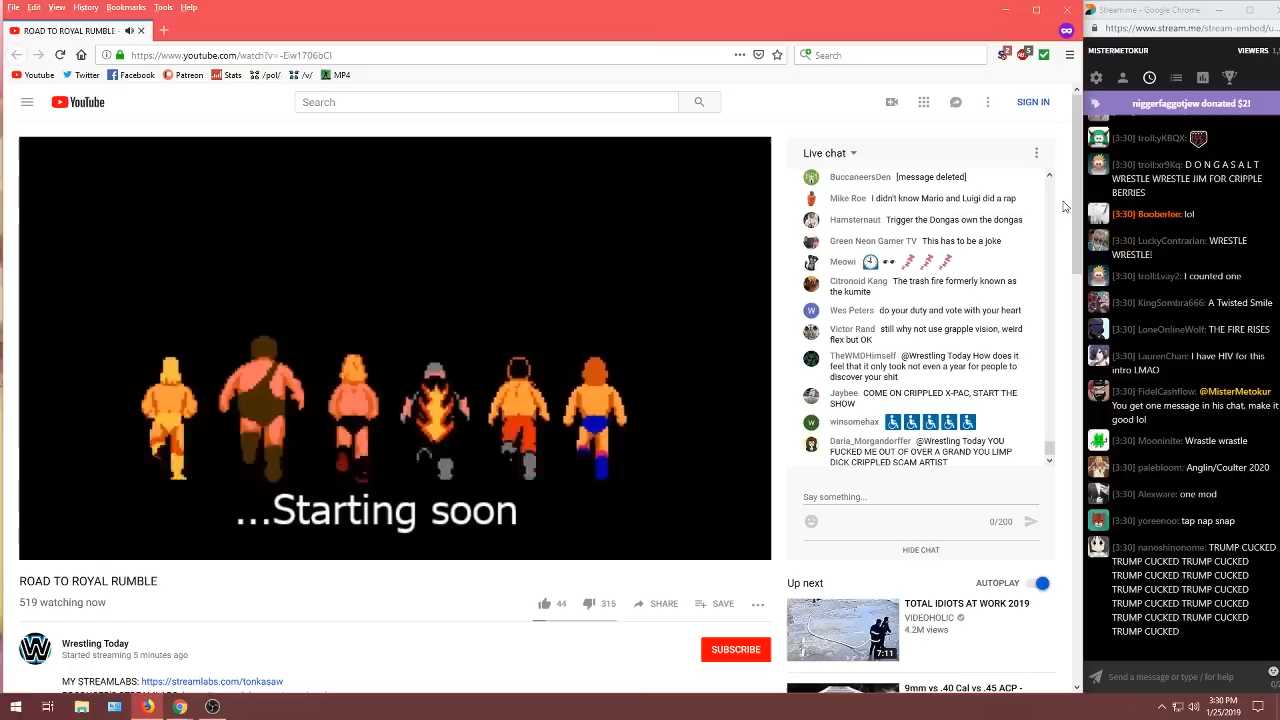 File Edit View History Bookmarks Tools Help
ROAD TO ROYAL RUMBLE -
https://www.youtube.com/watch?v=-Eiw1706bCI
Search
Youtube Twitter Facebook Patreon Stats /pol/ /v/ MP4
YouTube
Search
SIGN IN
...Starting soon
ROAD TO ROYAL RUMBLE
519 watching now
44 315 SHARE SAVE
Wrestling Today
Started streaming 5 minutes ago
SUBSCRIBE
MY STREAMLABS: https://streamlabs.com/tonkasaw
Live chat
BuccaneersDen [message deleted]
Mike Roe I didn't know Mario and Luigi did a rap
Hamsternaut Trigger the Dongas own the dongas
Green Neon Gamer TV This has to be a joke
Meowi
Citronoid Kang The trash fire formerly known as
the kumite
Wes Peters do your duty and vote with your heart
Victor Rand still why not use grapple vision, weird
flex but OK
TheWMDHimself @Wrestling Today How does it
feel that it only took not even a year for people to
discover your shit
Jaybee COME ON CRIPPLED X-PAC, START THE
SHOW
winsomehax
Daria_Morgandorffer @Wrestling Today YOU
FUCKED ME OUT OF OVER A GRAND YOU LIMP
DICK CRIPPLED SCAM ARTIST
Say something...
0/200
HIDE CHAT
Up next AUTOPLAY
TOTAL IDIOTS AT WORK 2019
VIDEOHOLIC
4.2M views
7:11
9mm vs .40 Cal vs .45 ACP -
Stream.me - stream-embed
https://www.stream.me/stream-embed/u
MISTERMETOKUR VIEWERS
niggerfaggotjew donated $2!
[3:30] troll:yKBQX:
[3:30] troll:xr9Kq: D O N G A S A L T
WRESTLE WRESTLE JIM FOR CRIPPLE
BERRIES
[3:30] Booberlee: lol
[3:30] LuckyContrarian: WRESTLE
WRESTLE!
[3:30] troll:Lvay2: I counted one
[3:30] KingSombra666: A Twisted Smile
[3:30] LoneOnlineWolf: THE FIRE RISES
[3:30] LaurenChan: I have HIV for this
intro LMAO
[3:30] FidelCashflow: @MisterMetokur
You get one message in his chat, make it
good lol
[3:30] Mooninite: Wrastle wrastle
[3:30] palebloom: Anglin/Coulter 2020
[3:30] Alexware: one mod
[3:30] yoreenoo: tap nap snap
[3:30] nanoshinonome: TRUMP CUCKED
TRUMP CUCKED TRUMP CUCKED
TRUMP CUCKED TRUMP CUCKED
TRUMP CUCKED TRUMP CUCKED
TRUMP CUCKED TRUMP CUCKED
TRUMP CUCKED TRUMP CUCKED
TRUMP CUCKED
Send a message or type / for help
3:30 PM
1/25/2019